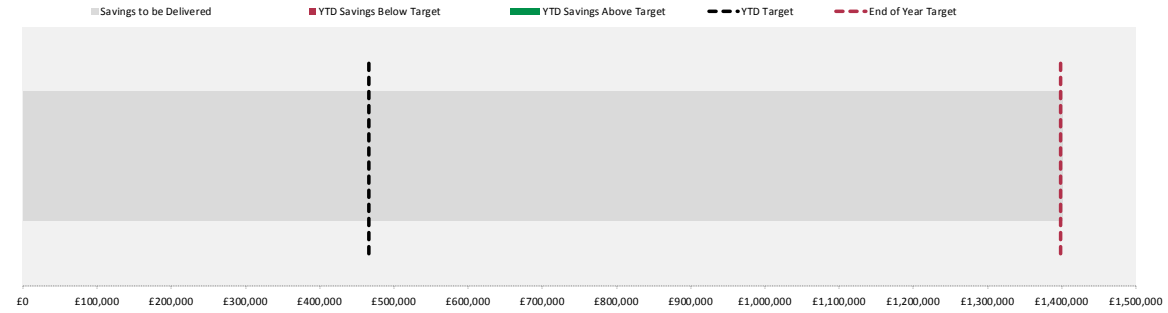 Savings to be Delivered YTD Savings Below Target YTD Savings Above Target YTD Target End of Year Target
£0 £100,000 £200,000 £300,000 £400,000 £500,000 £600,000 £700,000 £800,000 £900,000 £1,000,000 £1,100,000 £1,200,000 £1,300,000 £1,400,000 £1,500,000